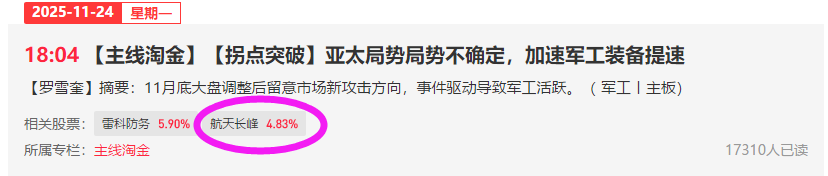 2025-11-24 星期一
18:04 【主线淘金】【拐点突破】亚太局势局势不确定，加速军工装备提速
【罗雪奎】摘要：11月底大盘调整后留意市场新攻击方向，事件驱动导致军工活跃。（ 军工丨主板）
相关股票： 雷科防务 5.90% 航天长峰 4.83%
所属专栏： 主线淘金 17310人已读